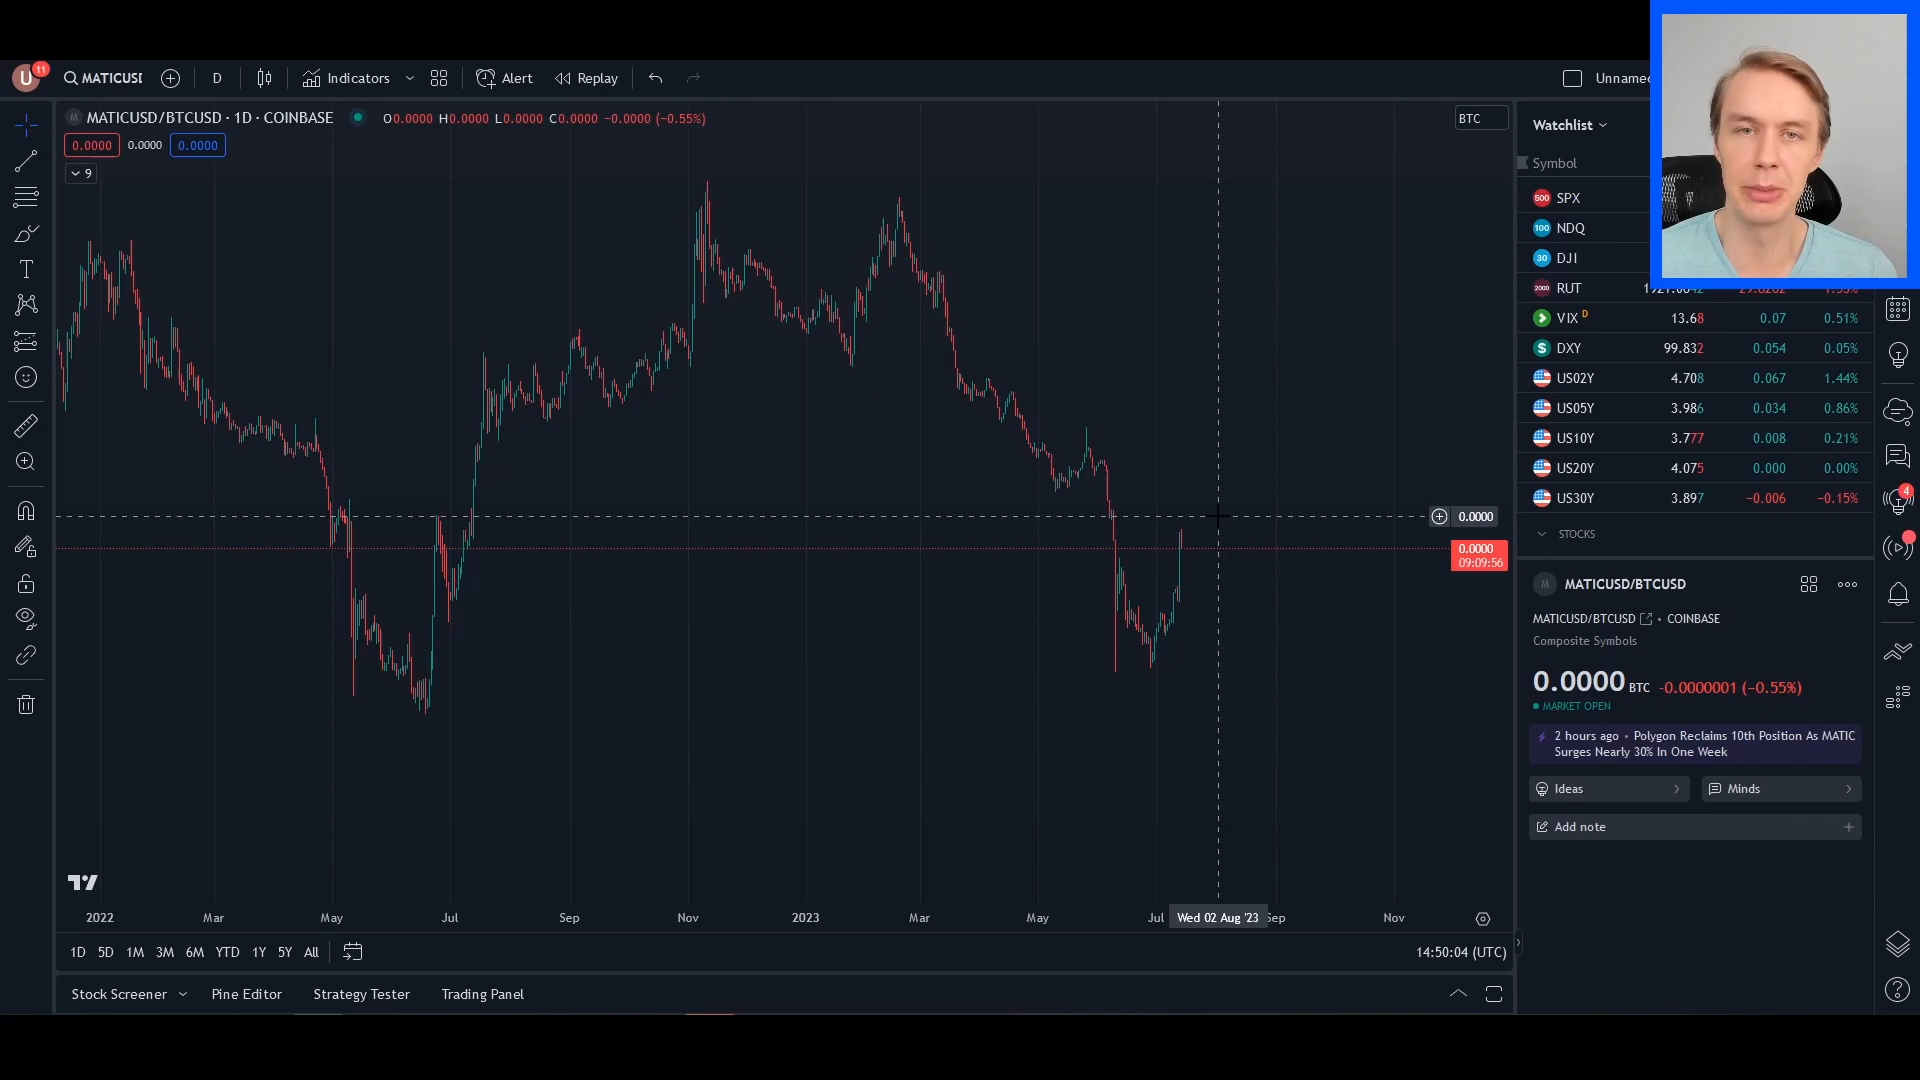 U 11 MATICUSD D Indicators Alert Replay Unnamed
MATICUSD/BTCUSD · 1D · COINBASE O0.0000 H0.0000 L0.0000 C0.0000 −0.0000 (−0.55%) BTC
0.0000 0.0000 0.0000
9
Watchlist
Symbol
500 SPX
100 NDQ
30 DJI
2000 RUT
VIX D 13.68 0.07 0.51%
$ DXY 99.832 0.054 0.05%
US02Y 4.708 0.067 1.44%
US05Y 3.986 0.034 0.86%
US10Y 3.777 0.008 0.21%
US20Y 4.075 0.000 0.00%
US30Y 3.897 −0.006 −0.15%
4
0.0000
0.0000
09:09:56
STOCKS
M MATICUSD/BTCUSD
MATICUSD/BTCUSD • COINBASE
Composite Symbols
0.0000 BTC -0.0000001 (−0.55%)
MARKET OPEN
2 hours ago • Polygon Reclaims 10th Position As MATIC
Surges Nearly 30% In One Week
Ideas Minds
Add note
2022 Mar May Jul Sep Nov 2023 Mar May Jul Wed 02 Aug '23 Sep Nov
1D 5D 1M 3M 6M YTD 1Y 5Y All 14:50:04 (UTC)
Stock Screener Pine Editor Strategy Tester Trading Panel